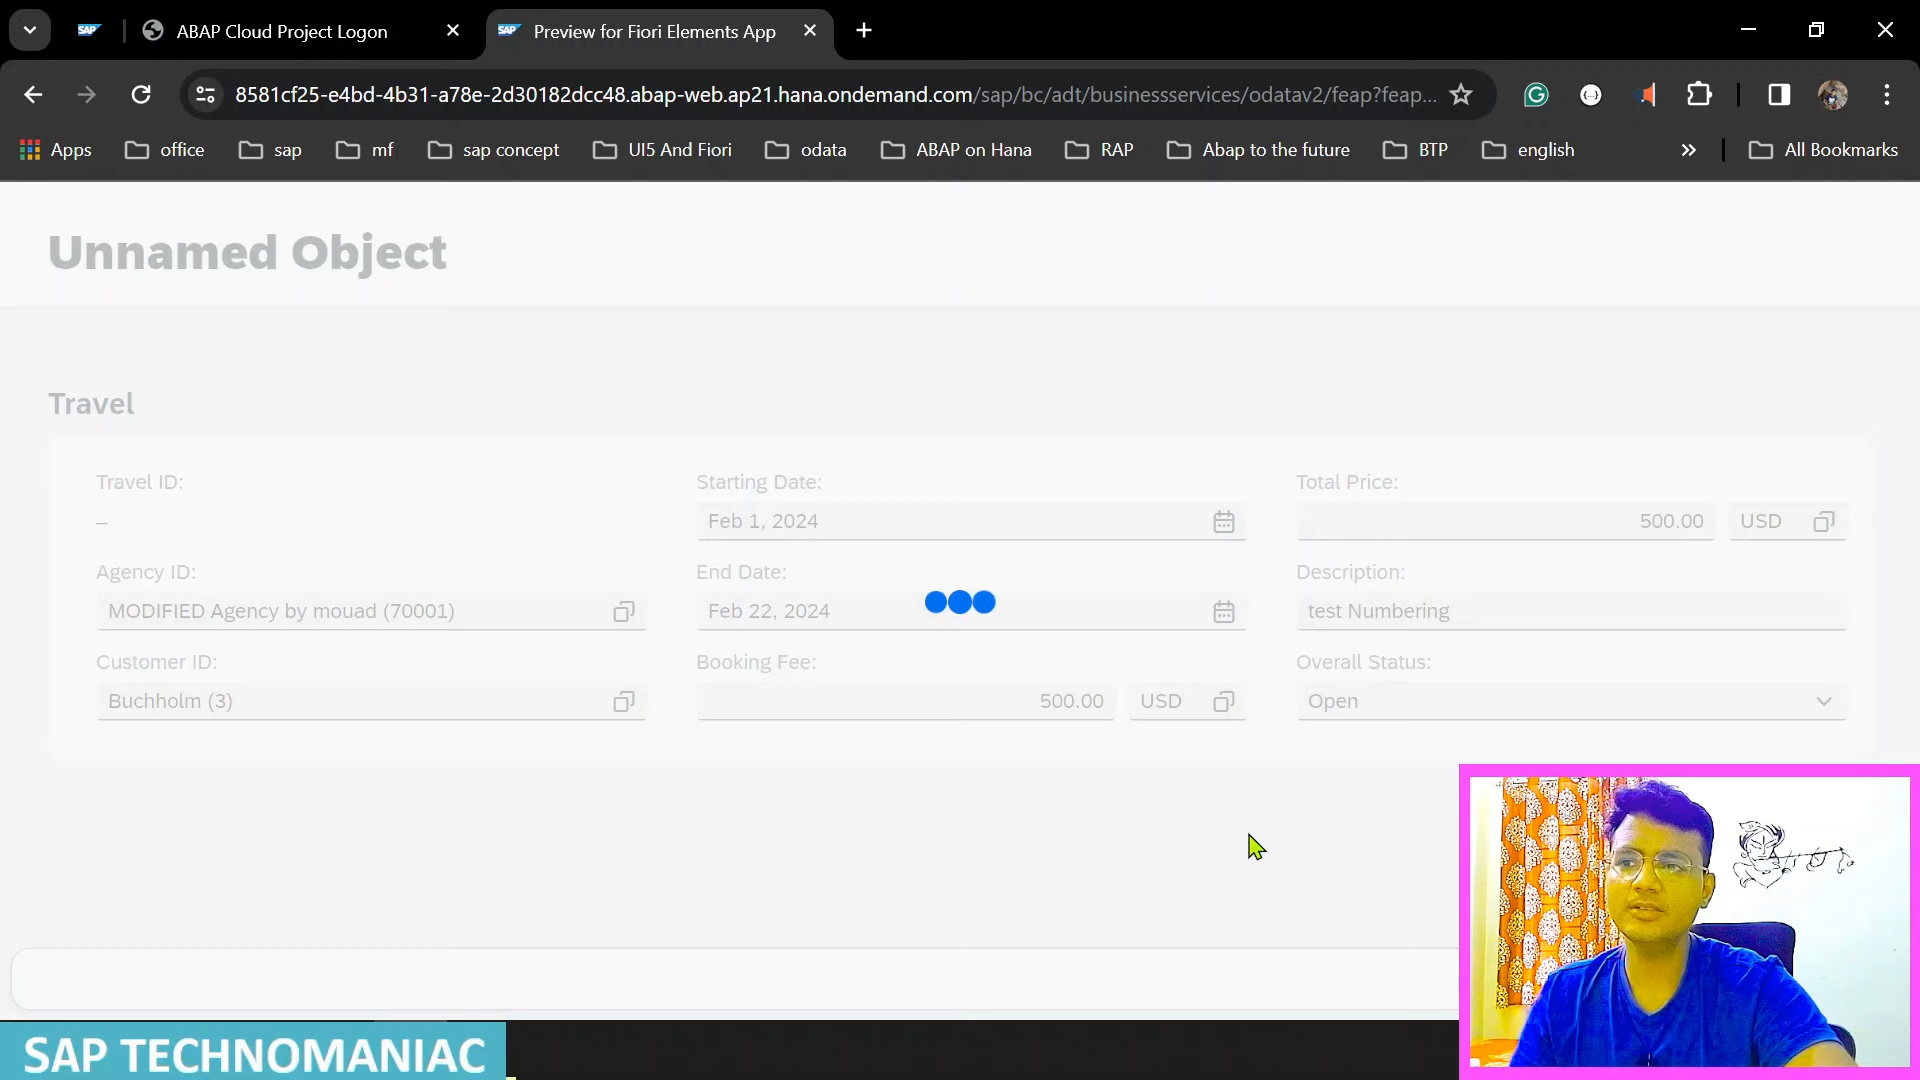 SAP
ABAP Cloud Project Logon
SAP Preview for Fiori Elements App
8581cf25-e4bd-4b31-a78e-2d30182dcc48.abap-web.ap21.hana.ondemand.com/sap/bc/adt/businessservices/odatav2/feap?feap...
Apps office sap mf sap concept UI5 And Fiori odata ABAP on Hana RAP Abap to the future BTP english » All Bookmarks
Unnamed Object
Travel
Travel ID: Starting Date: Total Price:
– Feb 1, 2024 500.00 USD
Agency ID: End Date: Description:
MODIFIED Agency by mouad (70001) Feb 22, 2024 test Numbering
Customer ID: Booking Fee: Overall Status:
Buchholm (3) 500.00 USD Open
SAP TECHNOMANIAC